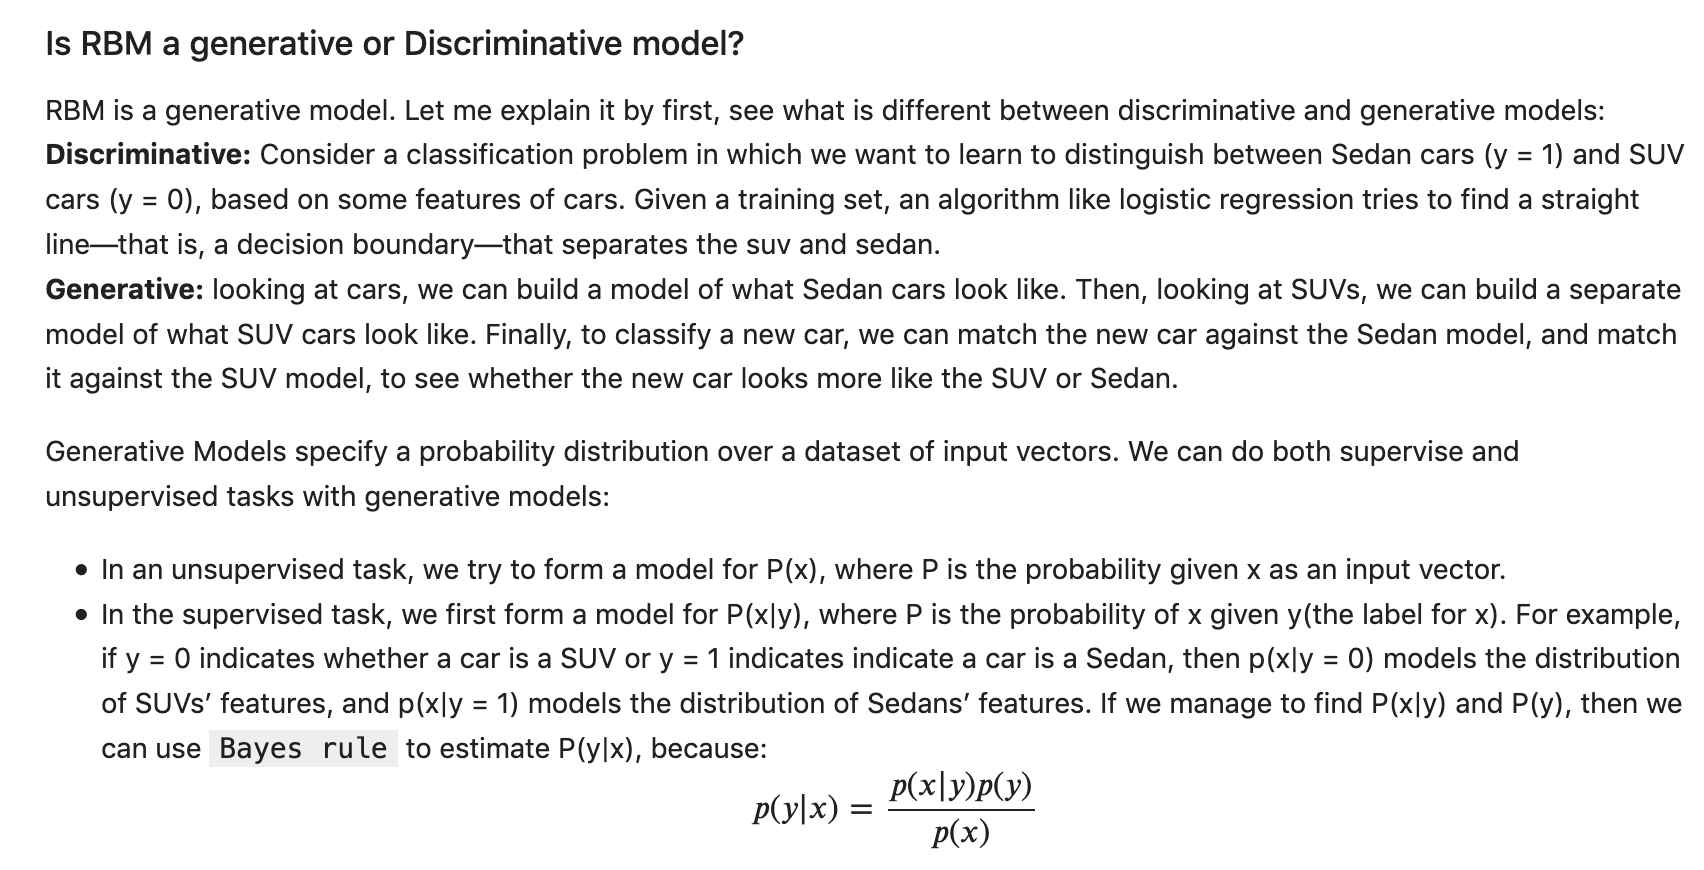 Is RBM a generative or Discriminative model?
RBM is a generative model. Let me explain it by first, see what is different between discriminative and generative models:
Discriminative: Consider a classification problem in which we want to learn to distinguish between Sedan cars (y = 1) and SUV
cars (y = 0), based on some features of cars. Given a training set, an algorithm like logistic regression tries to find a straight
line—that is, a decision boundary—that separates the suv and sedan.
Generative: looking at cars, we can build a model of what Sedan cars look like. Then, looking at SUVs, we can build a separate
model of what SUV cars look like. Finally, to classify a new car, we can match the new car against the Sedan model, and match
it against the SUV model, to see whether the new car looks more like the SUV or Sedan.
Generative Models specify a probability distribution over a dataset of input vectors. We can do both supervise and
unsupervised tasks with generative models:
• In an unsupervised task, we try to form a model for P(x), where P is the probability given x as an input vector.
• In the supervised task, we first form a model for P(x|y), where P is the probability of x given y(the label for x). For example,
if y = 0 indicates whether a car is a SUV or y = 1 indicates indicate a car is a Sedan, then p(x|y = 0) models the distribution
of SUVs’ features, and p(x|y = 1) models the distribution of Sedans’ features. If we manage to find P(x|y) and P(y), then we
can use Bayes rule to estimate P(y|x), because:
p(y|x) = p(x|y)p(y) / p(x)